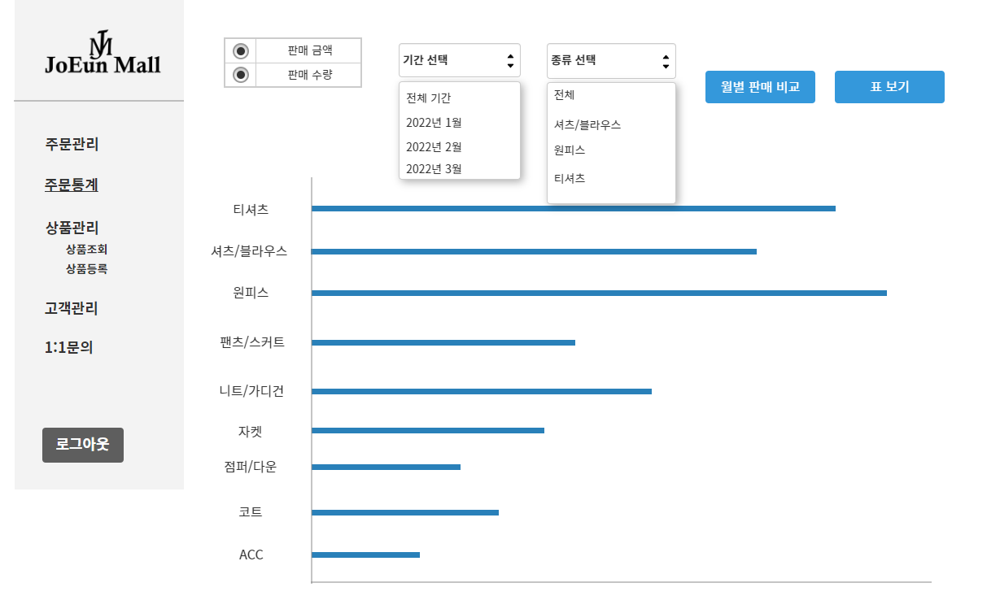 JM
JoEun Mall
주문관리
주문통계
상품관리
상품조회
상품등록
고객관리
1:1문의
로그아웃
판매 금액
판매 수량
기간 선택
전체 기간
2022년 1월
2022년 2월
2022년 3월
종류 선택
전체
셔츠/블라우스
원피스
티셔츠
월별 판매 비교
표 보기
티셔츠
셔츠/블라우스
원피스
팬츠/스커트
니트/가디건
자켓
점퍼/다운
코트
ACC